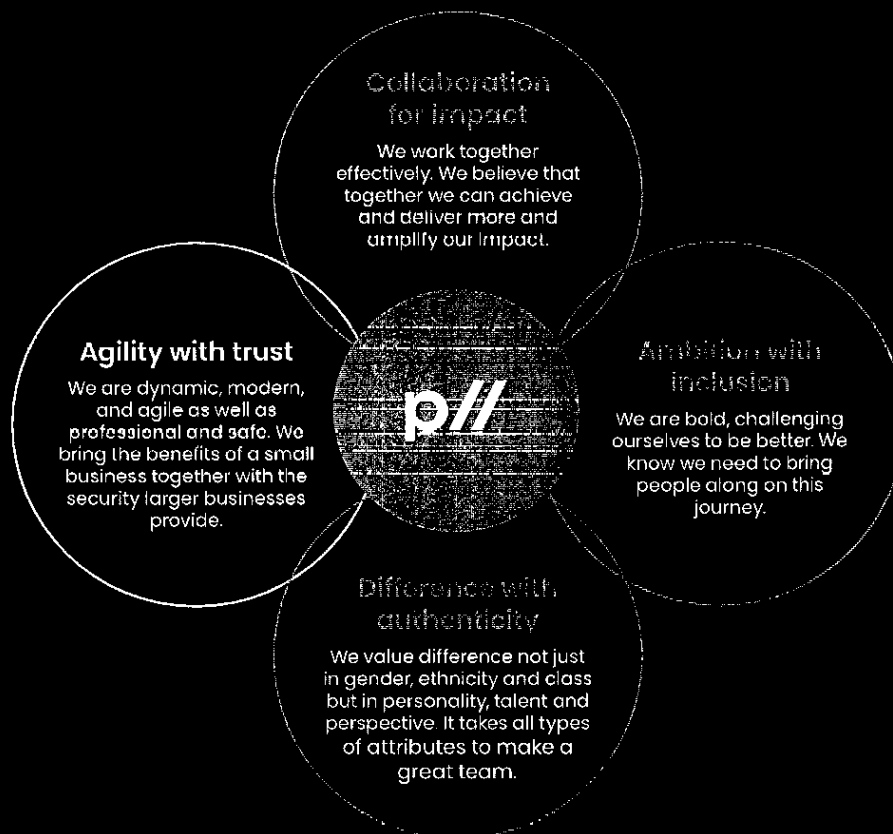 Collaboration
for impact
We work together
effectively. We believe that
together we can achieve
and deliver more and
amplify our impact.
Agility with trust
We are dynamic, modern,
and agile as well as
professional and safe. We
bring the benefits of a small
business together with the
security larger businesses
provide.
p//
Ambition with
inclusion
We are bold, challenging
ourselves to be better. We
know we need to bring
people along on this
journey.
Difference with
authenticity
We value difference not just
in gender, ethnicity and class
but in personality, talent and
perspective. It takes all types
of attributes to make a
great team.